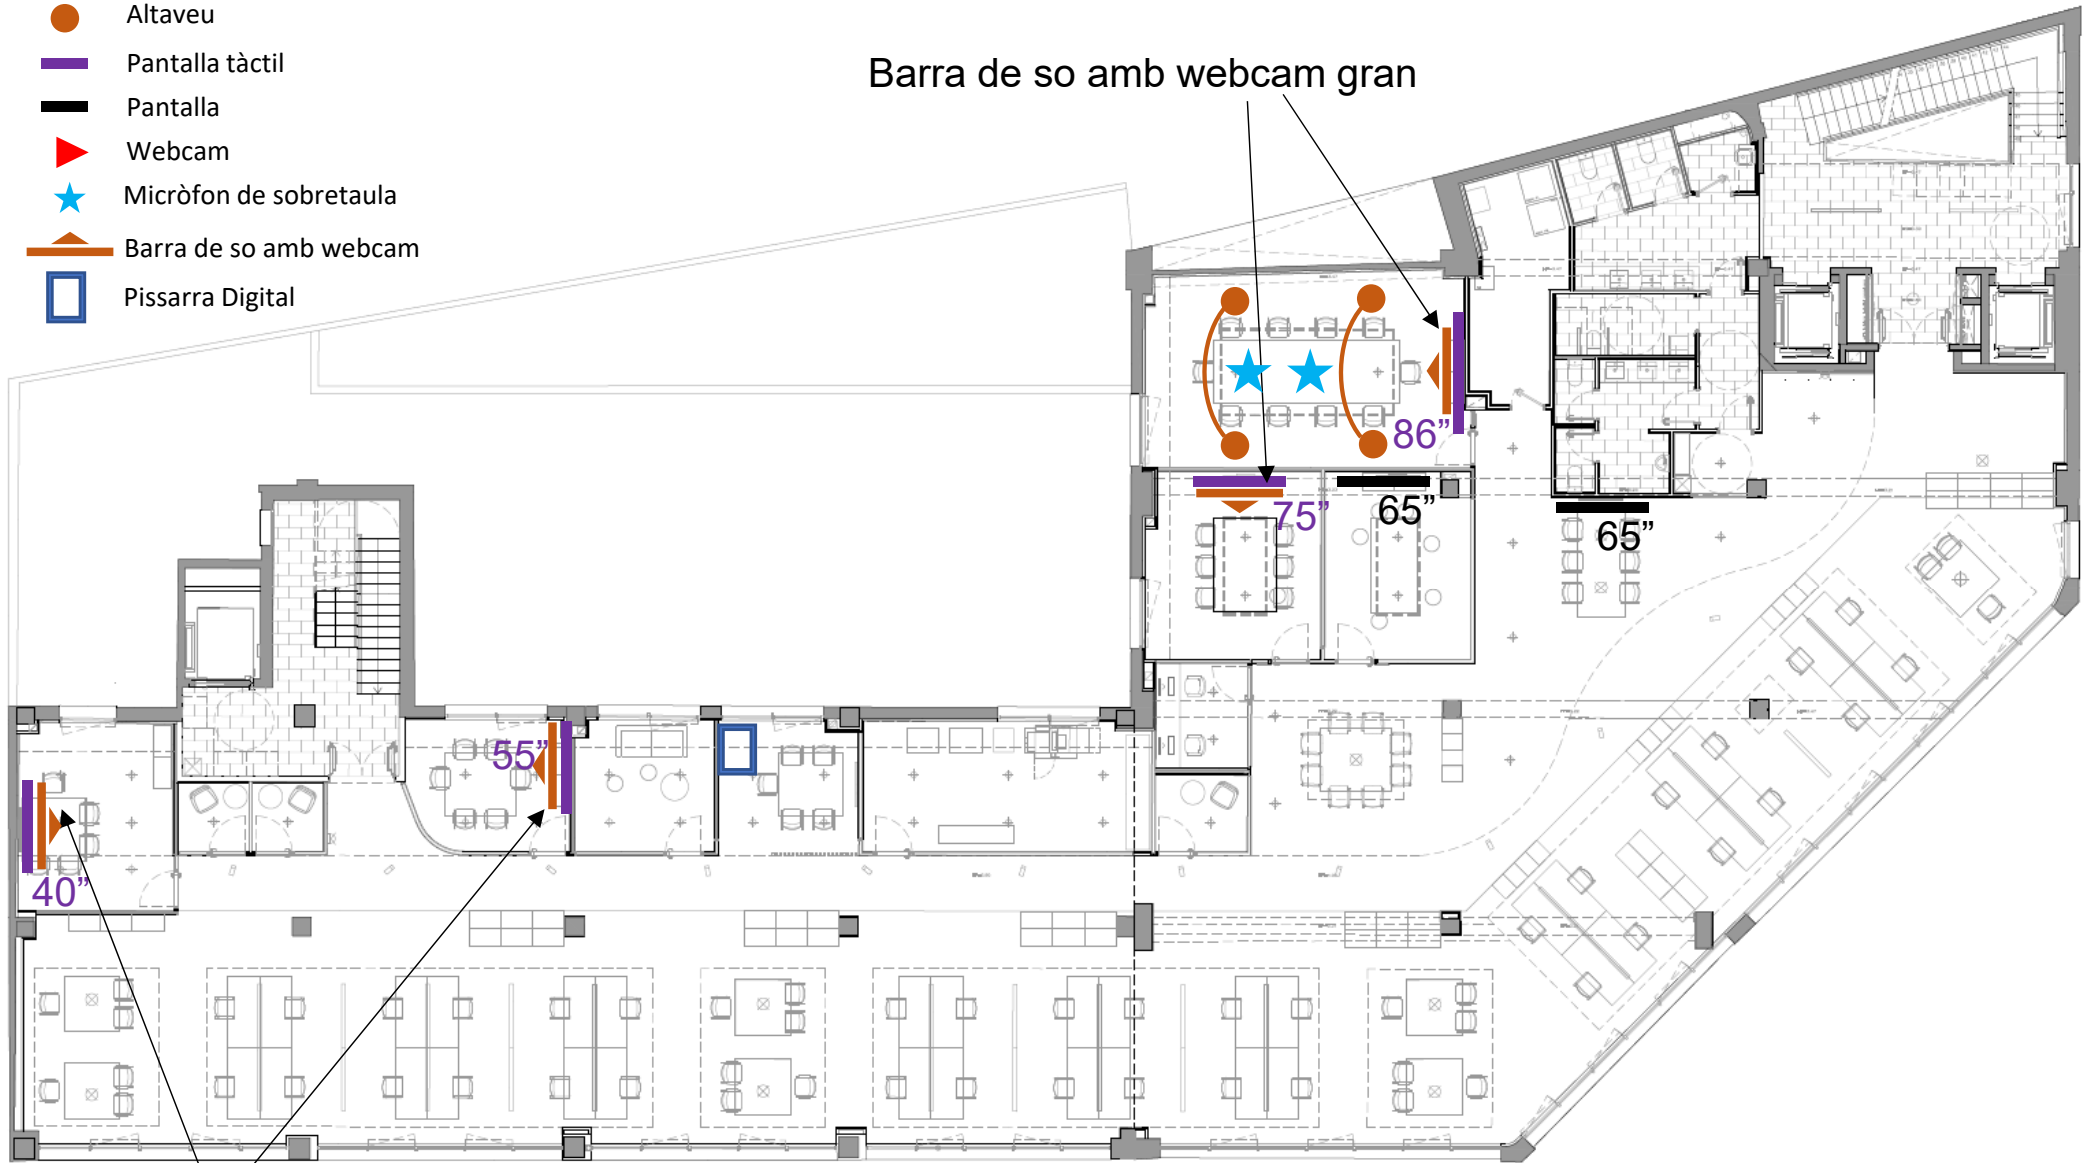 Altaveu
Pantalla tàctil
Pantalla
Webcam
Micròfon de sobretaula
Barra de so amb webcam
Pissarra Digital
Barra de so amb webcam gran
86”
75”
65”
65”
55”
40”